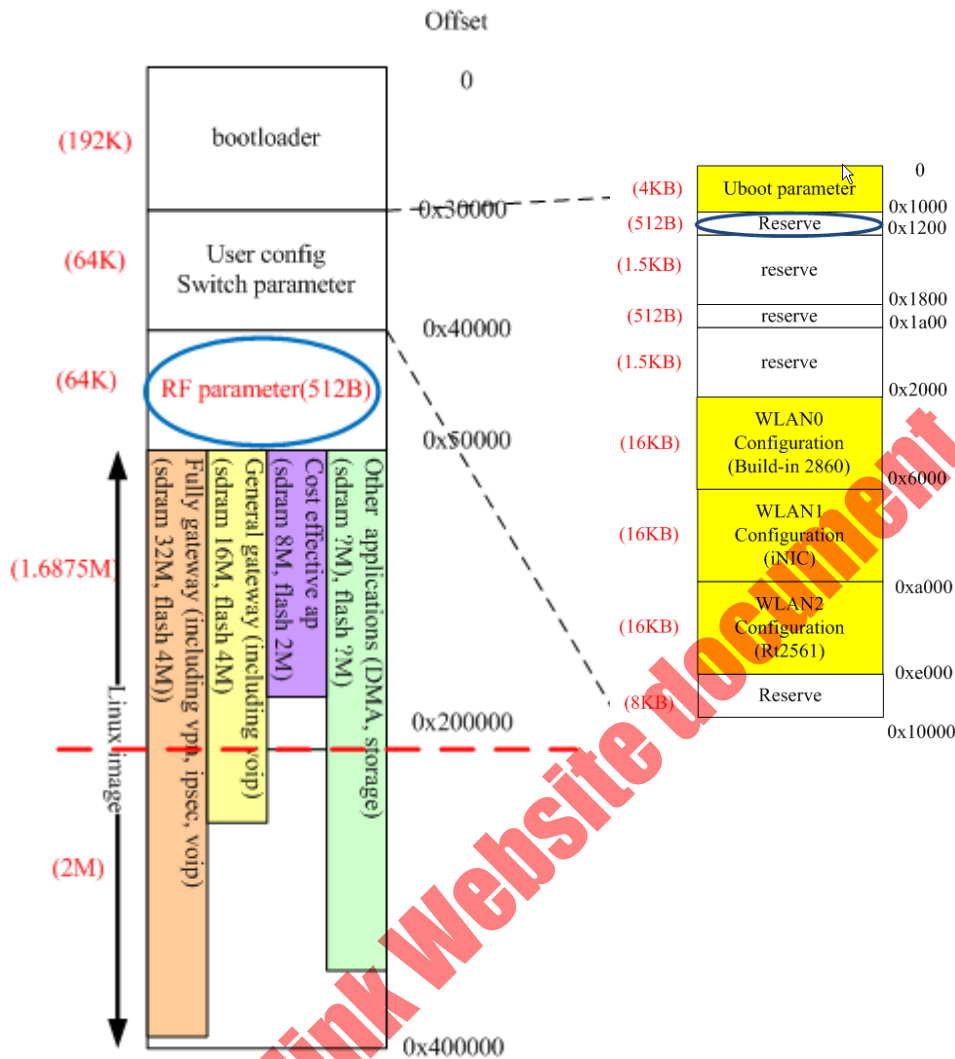 Offset
0
bootloader
(192K)
0x30000
User config
Switch parameter
(64K)
0x40000
RF parameter(512B)
(64K)
0x50000
Fully gateway (including vpn, ipsec, voip)
(sdram 32M, flash 4M))
General gateway (including voip)
(sdram 16M, flash 4M)
Cost effective ap
(sdram 8M, flash 2M)
Other applications (DMA, storage)
(sdram ?M), flash ?M)
(1.6875M)
Linux image
0x200000
(2M)
0x400000
0
(4KB)
Uboot parameter
0x1000
(512B)
Reserve
0x1200
(1.5KB)
reserve
0x1800
(512B)
reserve
0x1a00
(1.5KB)
reserve
0x2000
(16KB)
WLAN0
Configuration
(Build-in 2860)
0x6000
(16KB)
WLAN1
Configuration
(iNIC)
0xa000
(16KB)
WLAN2
Configuration
(Rt2561)
0xe000
(8KB)
Reserve
0x10000
link Website document